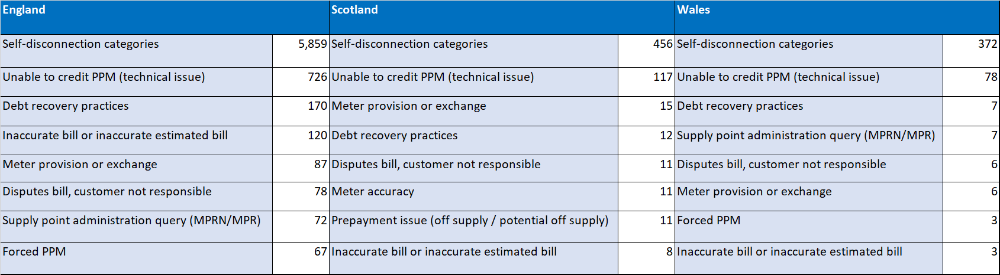 England Scotland Wales
Self-disconnection categories 5,859 Self-disconnection categories 456 Self-disconnection categories 372
Unable to credit PPM (technical issue) 726 Unable to credit PPM (technical issue) 117 Unable to credit PPM (technical issue) 78
Debt recovery practices 170 Meter provision or exchange 15 Debt recovery practices 7
Inaccurate bill or inaccurate estimated bill 120 Debt recovery practices 12 Supply point administration query (MPRN/MPR) 7
Meter provision or exchange 87 Disputes bill, customer not responsible 11 Disputes bill, customer not responsible 6
Disputes bill, customer not responsible 78 Meter accuracy 11 Meter provision or exchange 6
Supply point administration query (MPRN/MPR) 72 Prepayment issue (off supply / potential off supply) 11 Forced PPM 3
Forced PPM 67 Inaccurate bill or inaccurate estimated bill 8 Inaccurate bill or inaccurate estimated bill 3